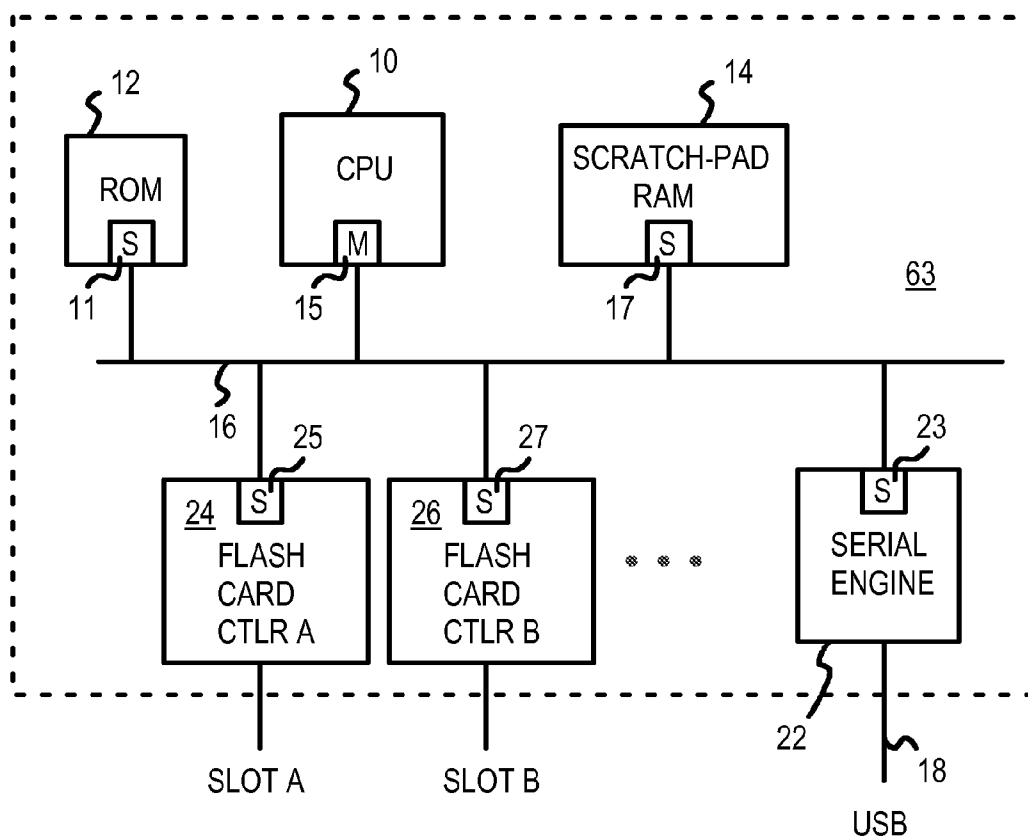 12
10
14
ROM
CPU
SCRATCH-PAD
RAM
S
M
S
11
15
17
63
16
25
27
23
S
S
S
24
26
FLASH
CARD
CTLR A
FLASH
CARD
CTLR B
SERIAL
ENGINE
22
18
SLOT A
SLOT B
USB